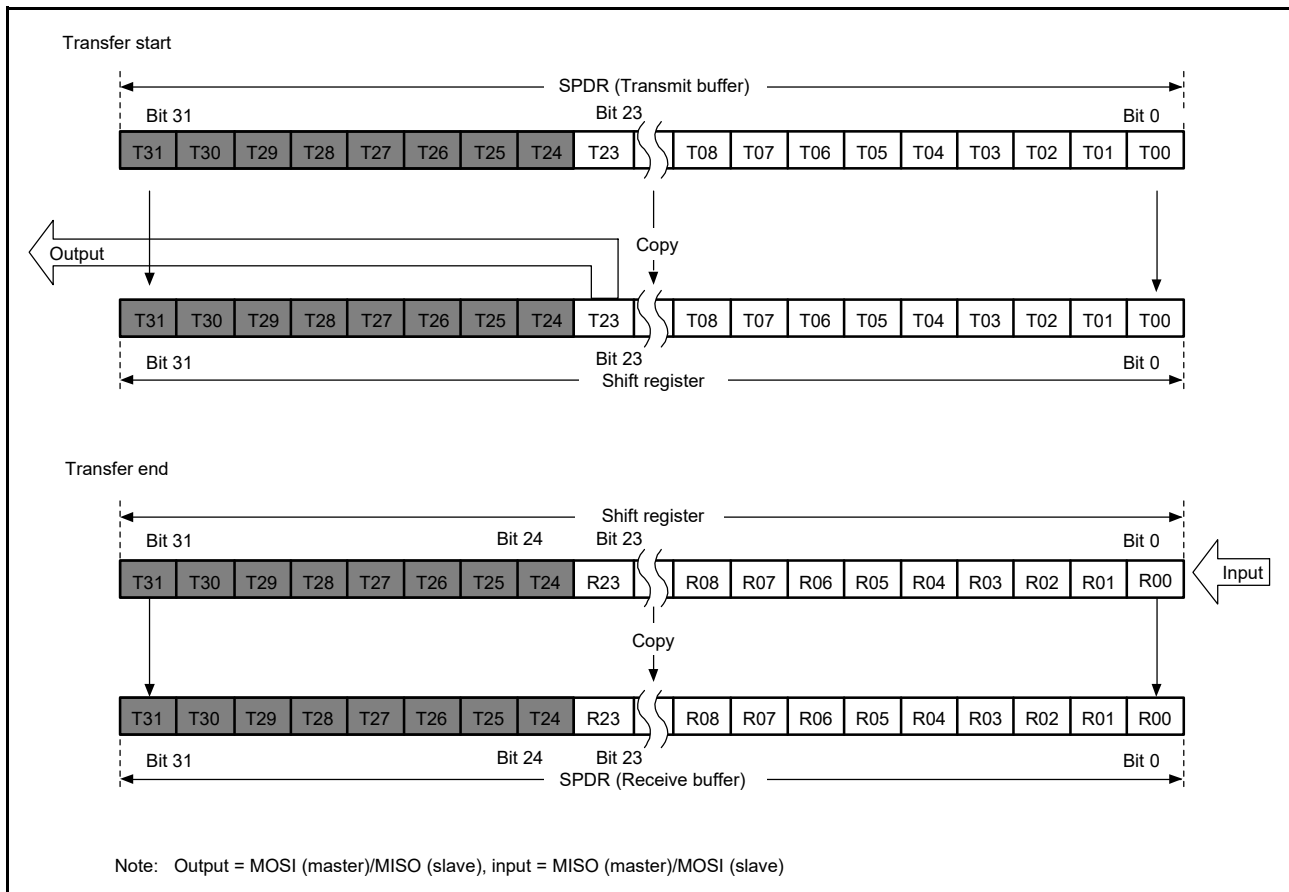 Transfer start
SPDR (Transmit buffer)
Bit 31 Bit 23 Bit 0
T31 T30 T29 T28 T27 T26 T25 T24 T23 T08 T07 T06 T05 T04 T03 T02 T01 T00
Output Copy
T31 T30 T29 T28 T27 T26 T25 T24 T23 T08 T07 T06 T05 T04 T03 T02 T01 T00
Bit 31 Bit 23 Bit 0
Shift register
Transfer end
Shift register
Bit 31 Bit 24 Bit 23 Bit 0
T31 T30 T29 T28 T27 T26 T25 T24 R23 R08 R07 R06 R05 R04 R03 R02 R01 R00 Input
Copy
T31 T30 T29 T28 T27 T26 T25 T24 R23 R08 R07 R06 R05 R04 R03 R02 R01 R00
Bit 31 Bit 24 Bit 23 Bit 0
SPDR (Receive buffer)
Note: Output = MOSI (master)/MISO (slave), input = MISO (master)/MOSI (slave)